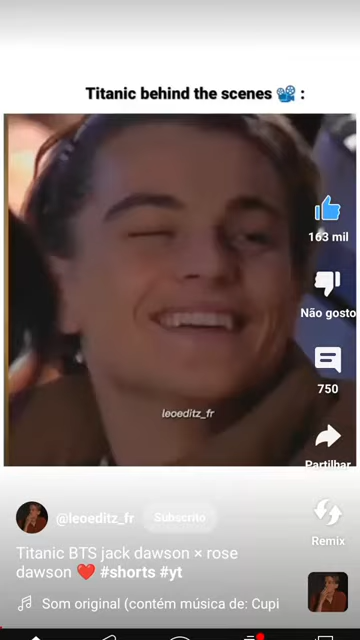 Titanic behind the scenes 🎥 :
163 mil
Não gosto
750
leoeditz_fr
Partilhar
@leoeditz_fr
Subscrito
Remix
Titanic BTS jack dawson × rose
dawson ❤️ #shorts #yt
Som original (contém música de: Cupi